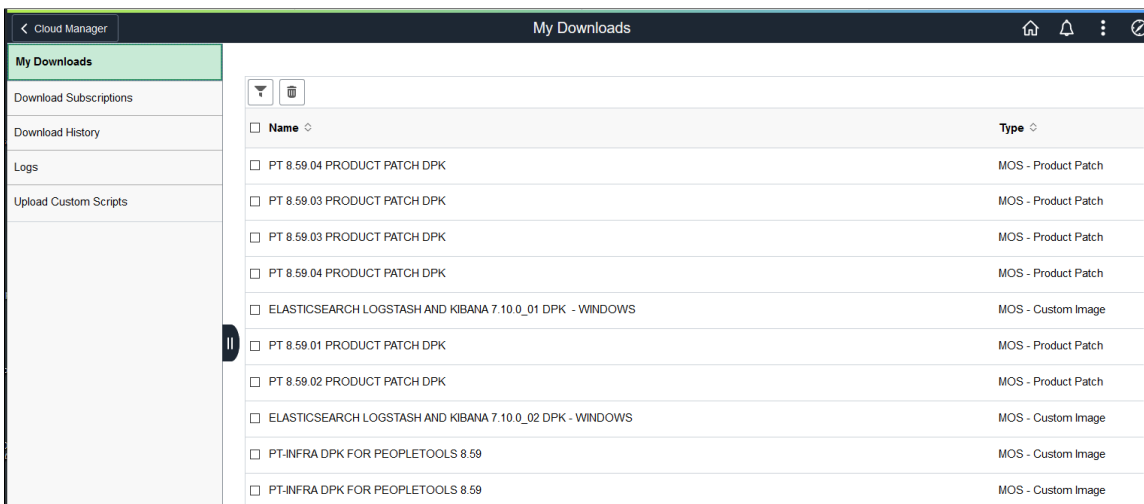 Cloud Manager
My Downloads
My Downloads
Download Subscriptions
Download History
Logs
Upload Custom Scripts
Name Type
PT 8.59.04 PRODUCT PATCH DPK MOS - Product Patch
PT 8.59.03 PRODUCT PATCH DPK MOS - Product Patch
PT 8.59.03 PRODUCT PATCH DPK MOS - Product Patch
PT 8.59.04 PRODUCT PATCH DPK MOS - Product Patch
ELASTICSEARCH LOGSTASH AND KIBANA 7.10.0_01 DPK - WINDOWS MOS - Custom Image
PT 8.59.01 PRODUCT PATCH DPK MOS - Product Patch
PT 8.59.02 PRODUCT PATCH DPK MOS - Product Patch
ELASTICSEARCH LOGSTASH AND KIBANA 7.10.0_02 DPK - WINDOWS MOS - Custom Image
PT-INFRA DPK FOR PEOPLETOOLS 8.59 MOS - Custom Image
PT-INFRA DPK FOR PEOPLETOOLS 8.59 MOS - Custom Image